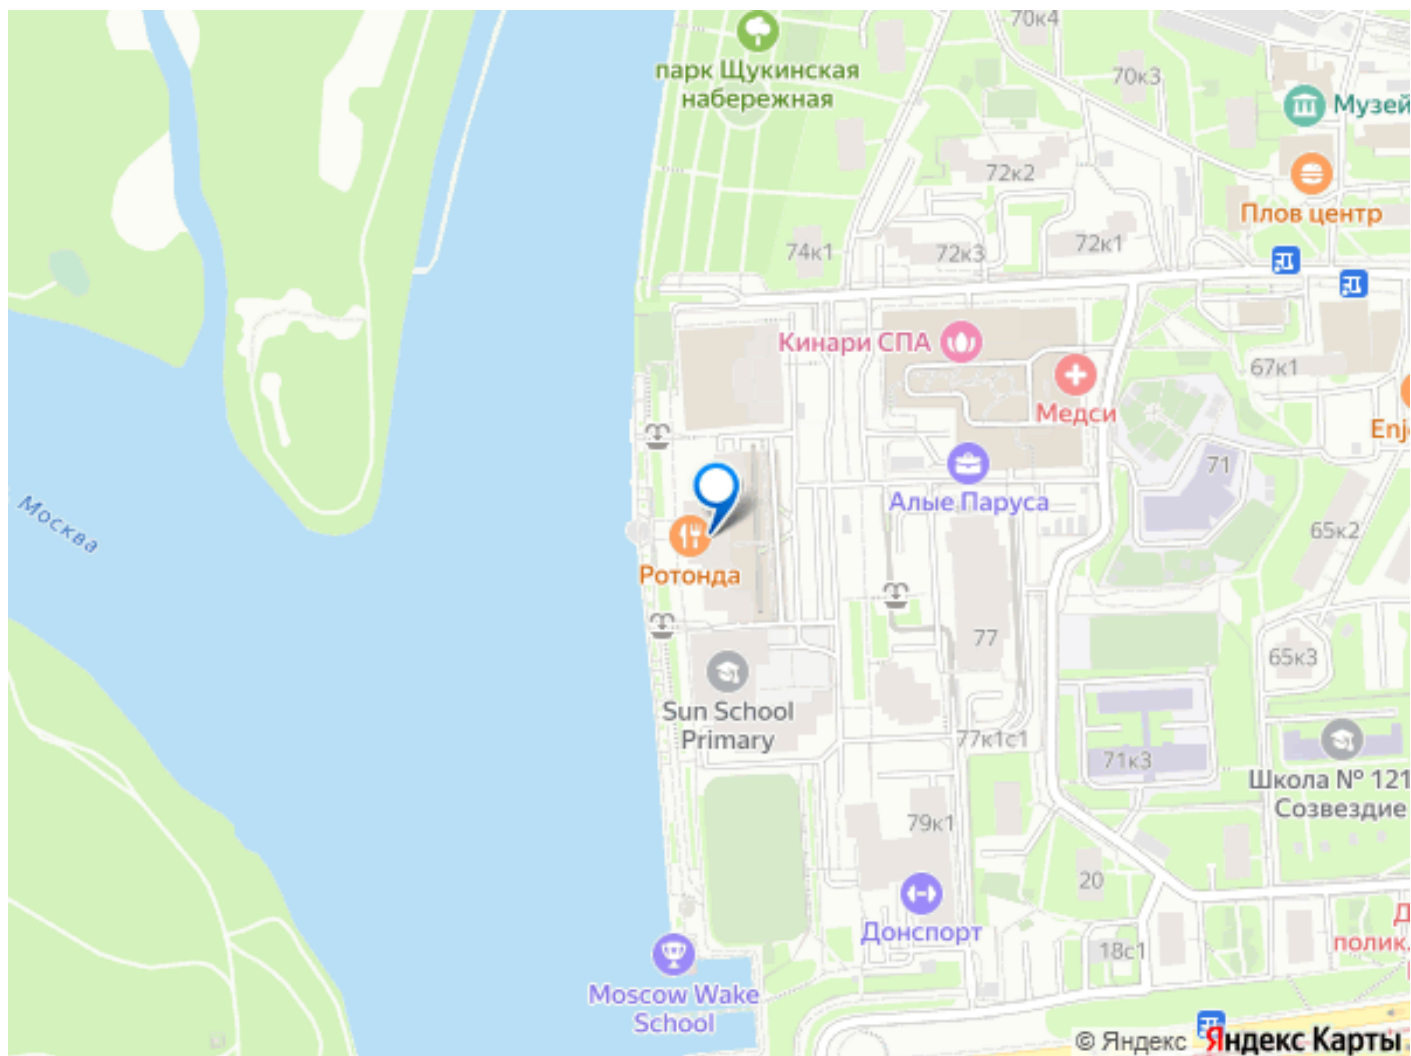 70к4
парк Щукинская
набережная
70к3
Музей
72к2
Плов центр
74к1
72к3
72к1
Кинари СПА
67к1
Медси
Enj
71
Алые Паруса
Москва
65к2
Ротонда
77
65к3
Sun School
Primary
77к1с1
71к3
Школа № 121
Созвездие
79к1
20
Донспорт
Д
полик.
18с1
Moscow Wake
School
© Яндекс Яндекс Карты